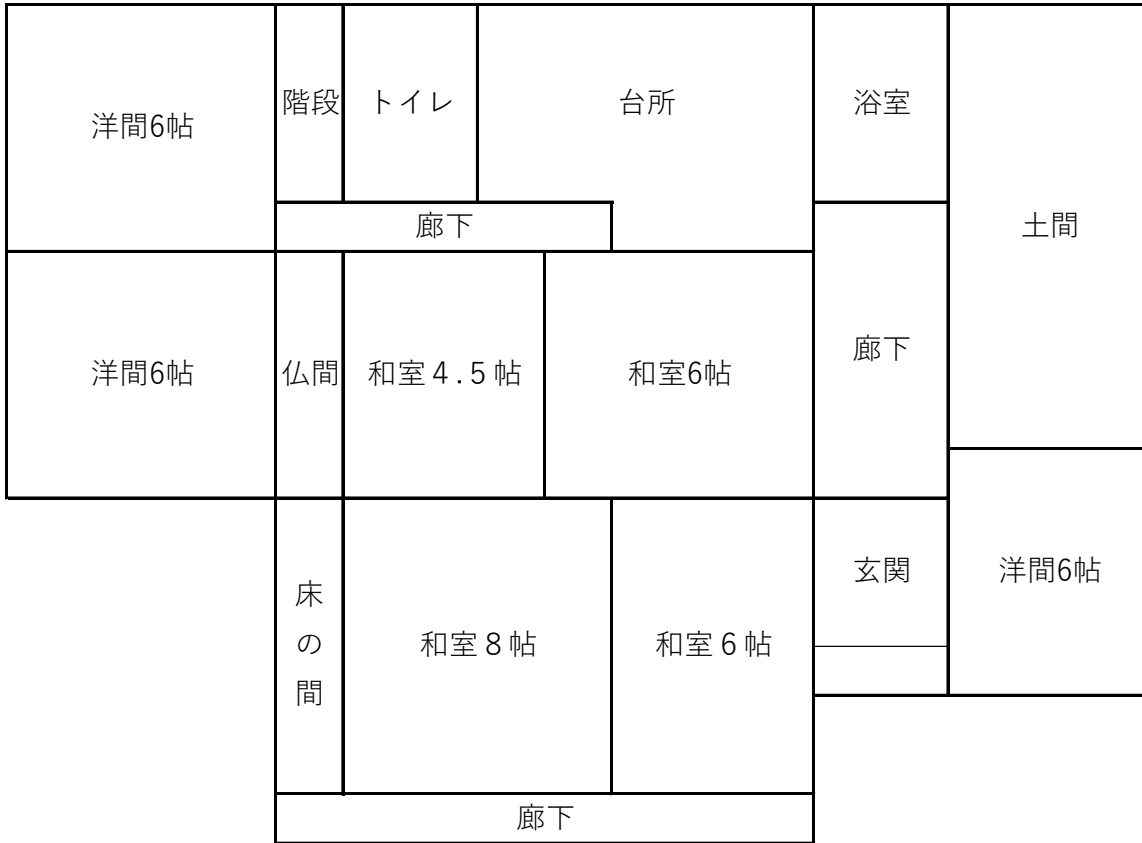 階段
トイレ
台所
浴室
洋間6帖
廊下
土間
洋間6帖
仏間
和室４.５帖
和室6帖
廊下
床の間
和室８帖
和室６帖
玄関
洋間6帖
廊下